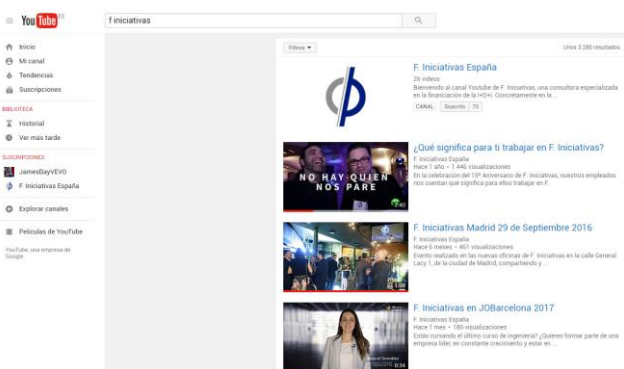 YouTube ES
f iniciativas
Inicio
Mi canal
Tendencias
Suscripciones
BIBLIOTECA
Historial
Ver más tarde
SUSCRIPCIONES
JamesBayVEVO
F. Iniciativas España
Explorar canales
Películas de YouTube
YouTube, una empresa de
Google
Filtros
Unos 3.280 resultados
F. Iniciativas España
26 vídeos
Bienvenido al canal Youtube de F. Iniciativas, una consultora especializada
en la financiación de la I+D+i. Concretamente en la ...
CANAL Suscrito 70
NO HAY QUIEN
NOS PARE
¿Qué significa para ti trabajar en F. Iniciativas?
F. Iniciativas España
Hace 1 año • 1.446 visualizaciones
En la celebración del 15º Aniversario de F. Iniciativas, nuestros empleados
nos cuentan qué significa para ellos trabajar en F.
F. Iniciativas Madrid 29 de Septiembre 2016
F. Iniciativas España
Hace 6 meses • 461 visualizaciones
Evento realizado en las nuevas oficinas de F. Iniciativas en la calle General
Lacy 1, de la ciudad de Madrid, compartiendo y ...
F. Iniciativas en JOBarcelona 2017
F. Iniciativas España
Hace 1 mes • 180 visualizaciones
Estás cursando el último curso de ingeniería? ¿Quieres formar parte de una
empresa líder, en constante crecimiento y estar en ...
0:54